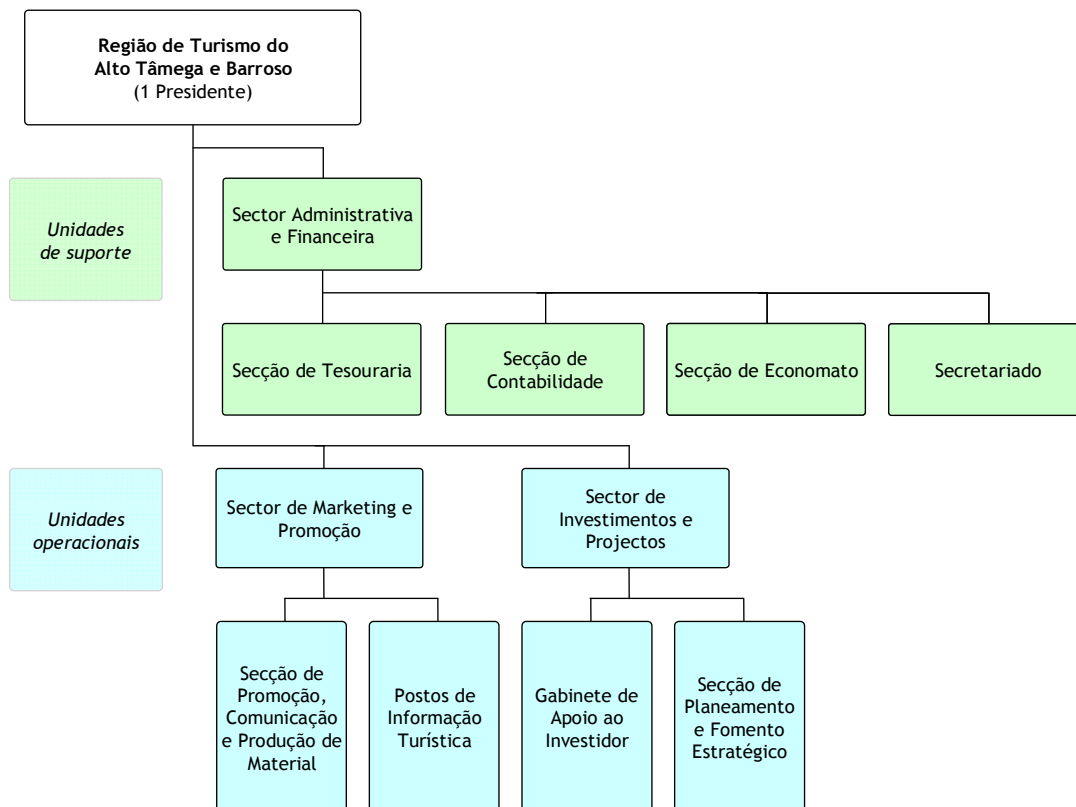 Região de Turismo do
Alto Tâmega e Barroso
(1 Presidente)
Unidades
de suporte
Sector Administrativa
e Financeira
Secção de Tesouraria
Secção de
Contabilidade
Secção de Economato
Secretariado
Unidades
operacionais
Sector de Marketing e
Promoção
Sector de
Investimentos e
Projectos
Secção de
Promoção,
Comunicação
e Produção de
Material
Postos de
Informação
Turística
Gabinete de
Apoio ao
Investidor
Secção de
Planeamento
e Fomento
Estratégico